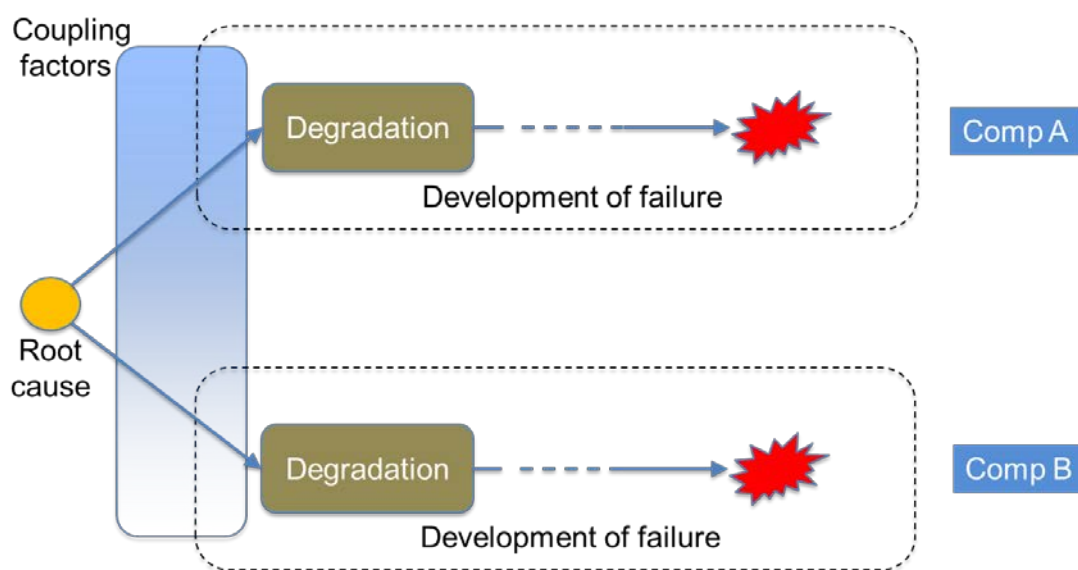 Coupling
factors
Degradation
Comp A
Development of failure
Root
cause
Degradation
Comp B
Development of failure